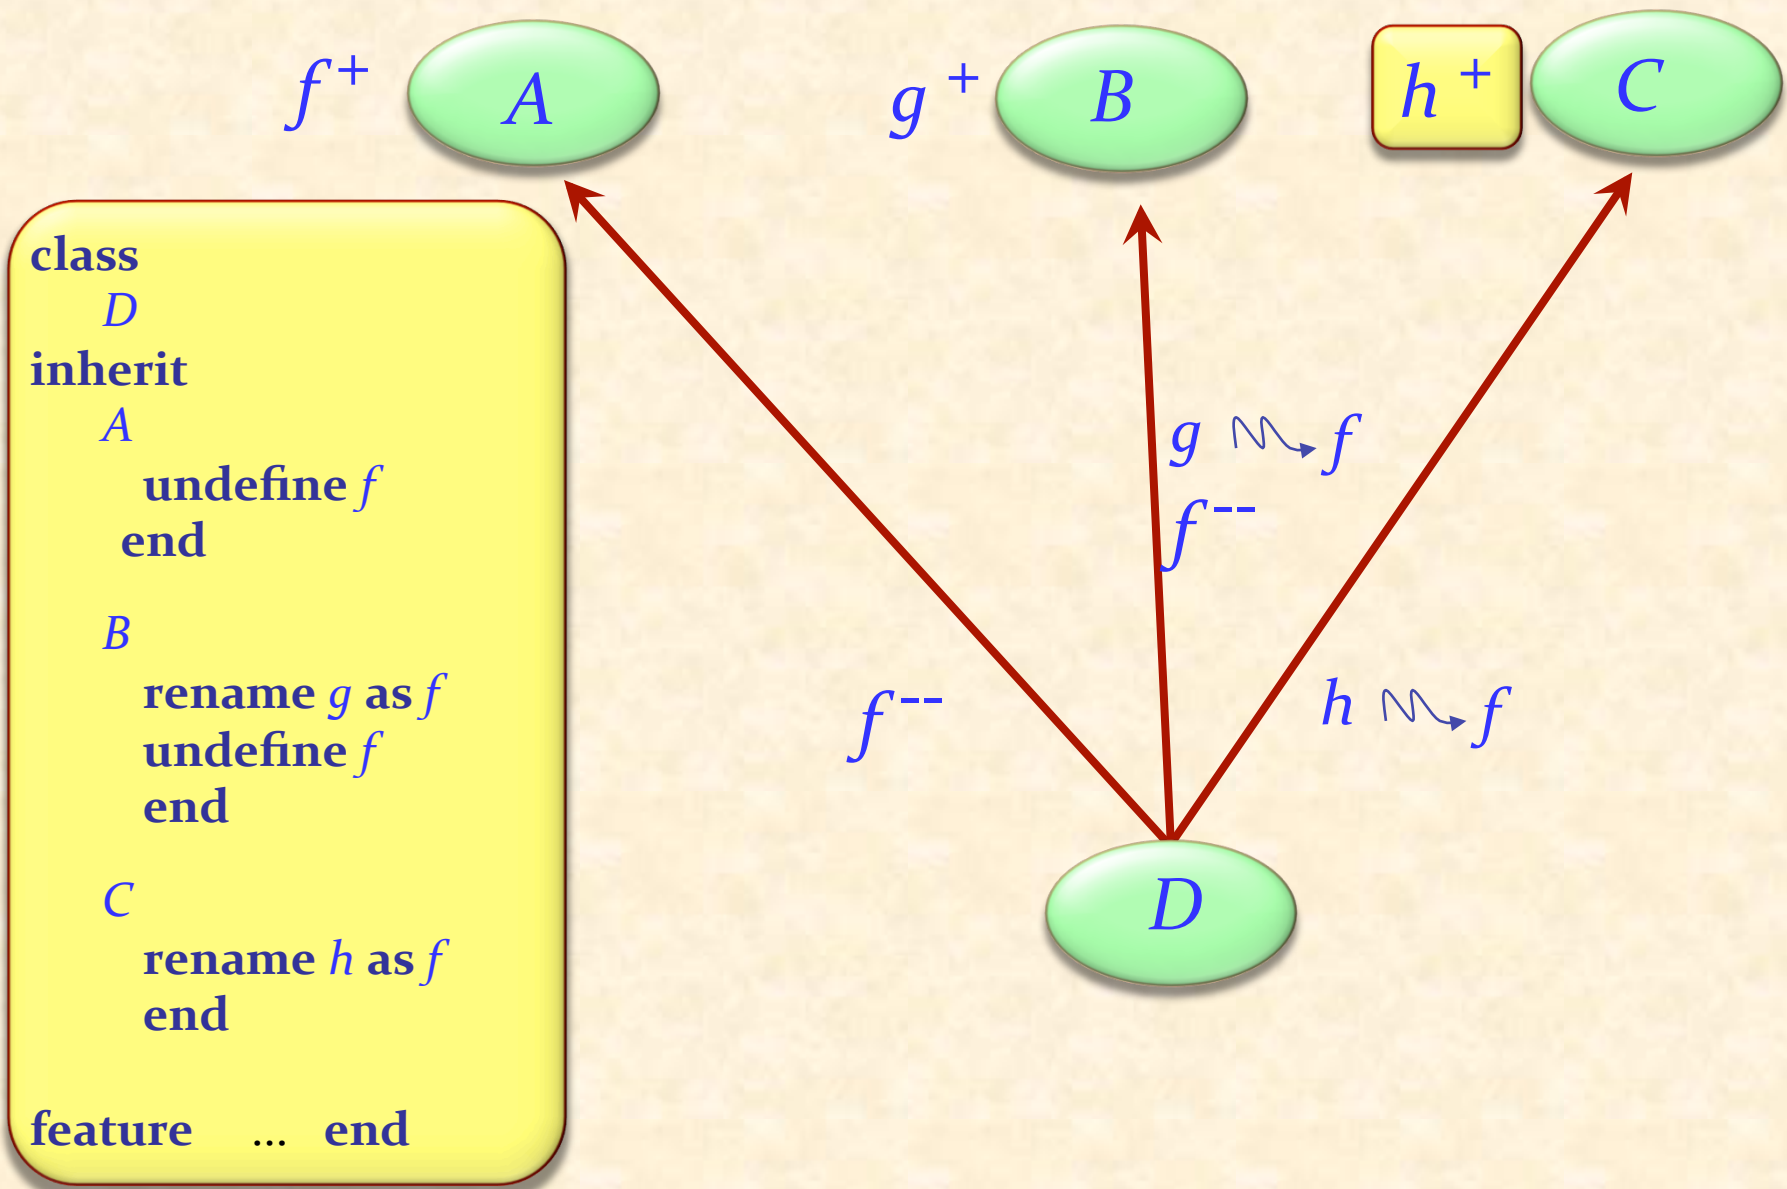 f + A g + B h + C
class
D
inherit
A
undefine f
end
B
rename g as f
undefine f
end
C
rename h as f
end
feature ... end
g f
f --
f --
h f
D